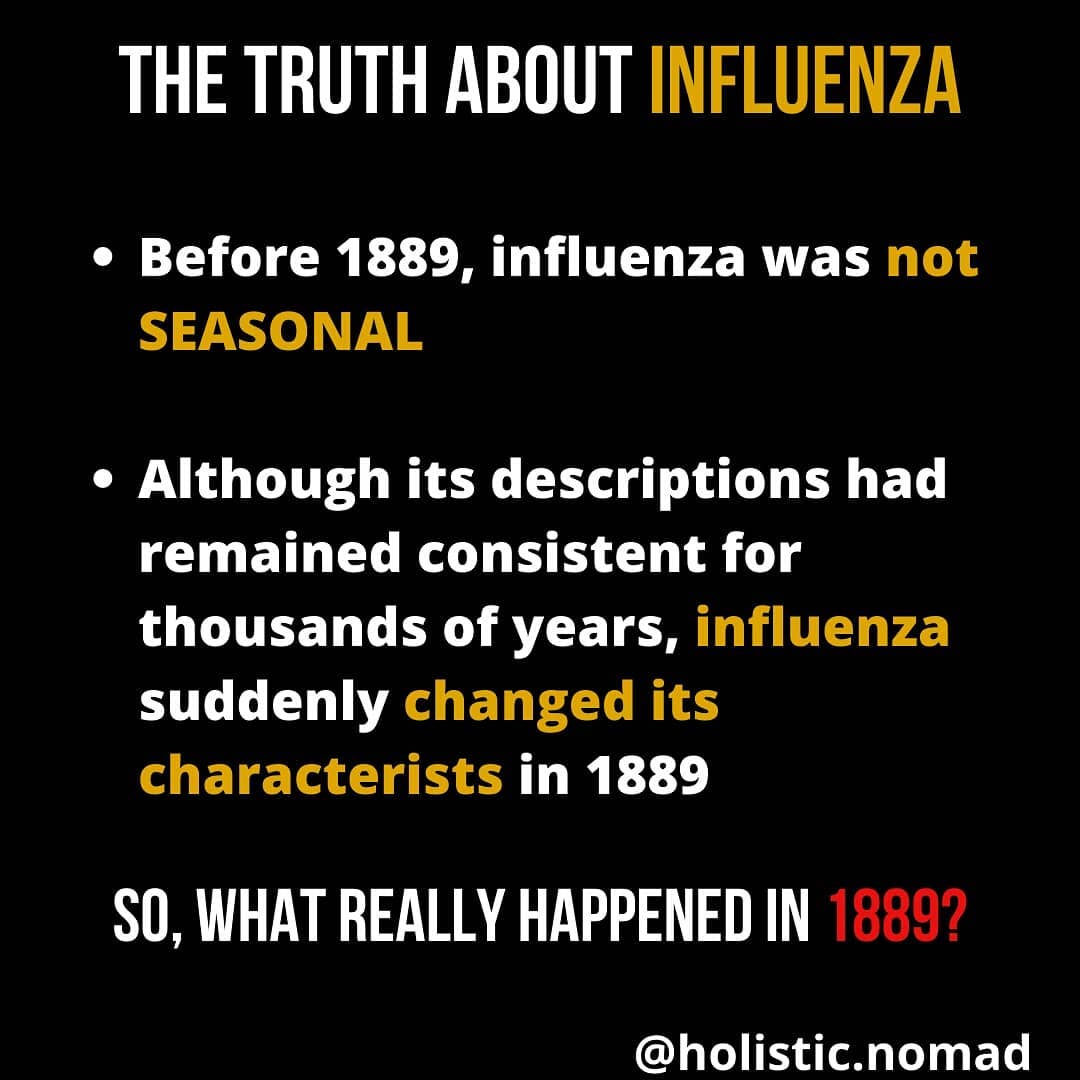 THE TRUTH ABOUT INFLUENZA
• Before 1889, influenza was not
SEASONAL
• Although its descriptions had
remained consistent for
thousands of years, influenza
suddenly changed its
characterists in 1889
SO, WHAT REALLY HAPPENED IN 1889?
@holistic.nomad